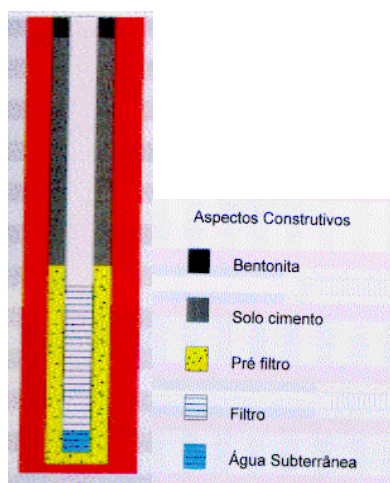 Aspectos Construtivos
Bentonita
Solo cimento
Pré filtro
Filtro
Água Subterrânea